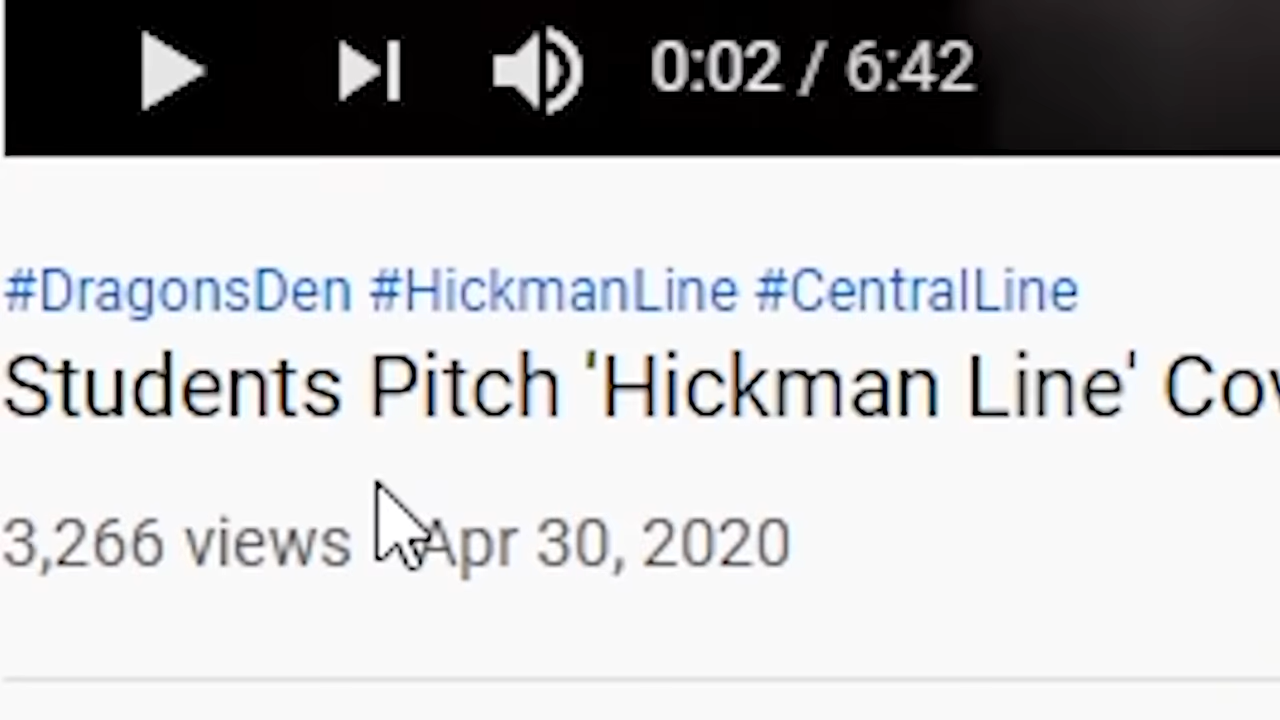 0:02 / 6:42
#DragonsDen #HickmanLine #CentralLine
Students Pitch 'Hickman Line'
3,266 views Apr 30, 2020